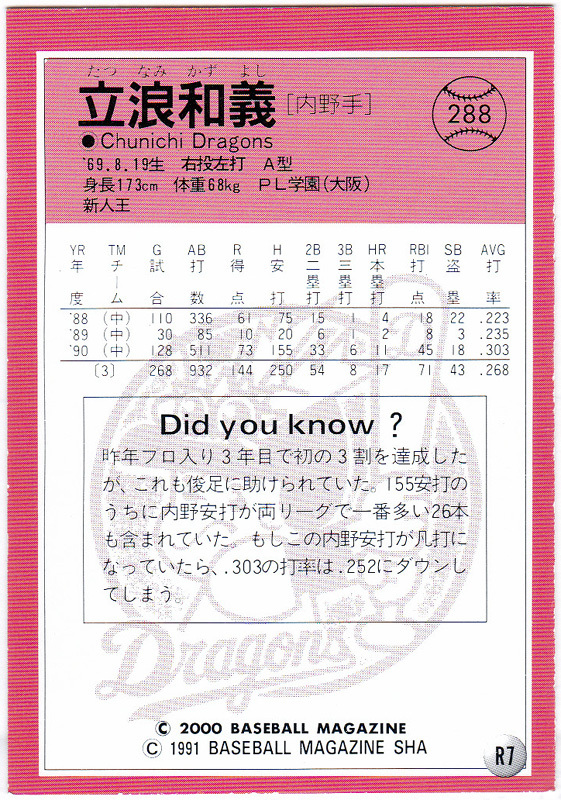 たつ なみ かず よし
立浪和義[内野手]
288
●Chunichi Dragons
'69.8.19生 右投左打 A型
身長173cm 体重68kg PL学園(大阪)
新人王
YR TM G AB R H 2B 3B HR RBI SB AVG
年度 チーム 試合 打数 得点 安打 二塁打 三塁打 本塁打 打点 盗塁 打率
'88 (中) 110 336 61 75 15 1 4 18 22 .223
'89 (中) 30 85 10 20 6 1 2 8 3 .235
'90 (中) 128 511 73 155 33 6 11 45 18 .303
〔3〕 268 932 144 250 54 8 17 71 43 .268
Did you know ?
昨年プロ入り3年目で初の3割を達成した
が、これも俊足に助けられていた。155安打の
うちに内野安打が両リーグで一番多い26本
も含まれていた。もしこの内野安打が凡打に
なっていたら、.303の打率は.252にダウン
してしまう。
Dragons
© 2000 BASEBALL MAGAZINE
© 1991 BASEBALL MAGAZINE SHA
R7